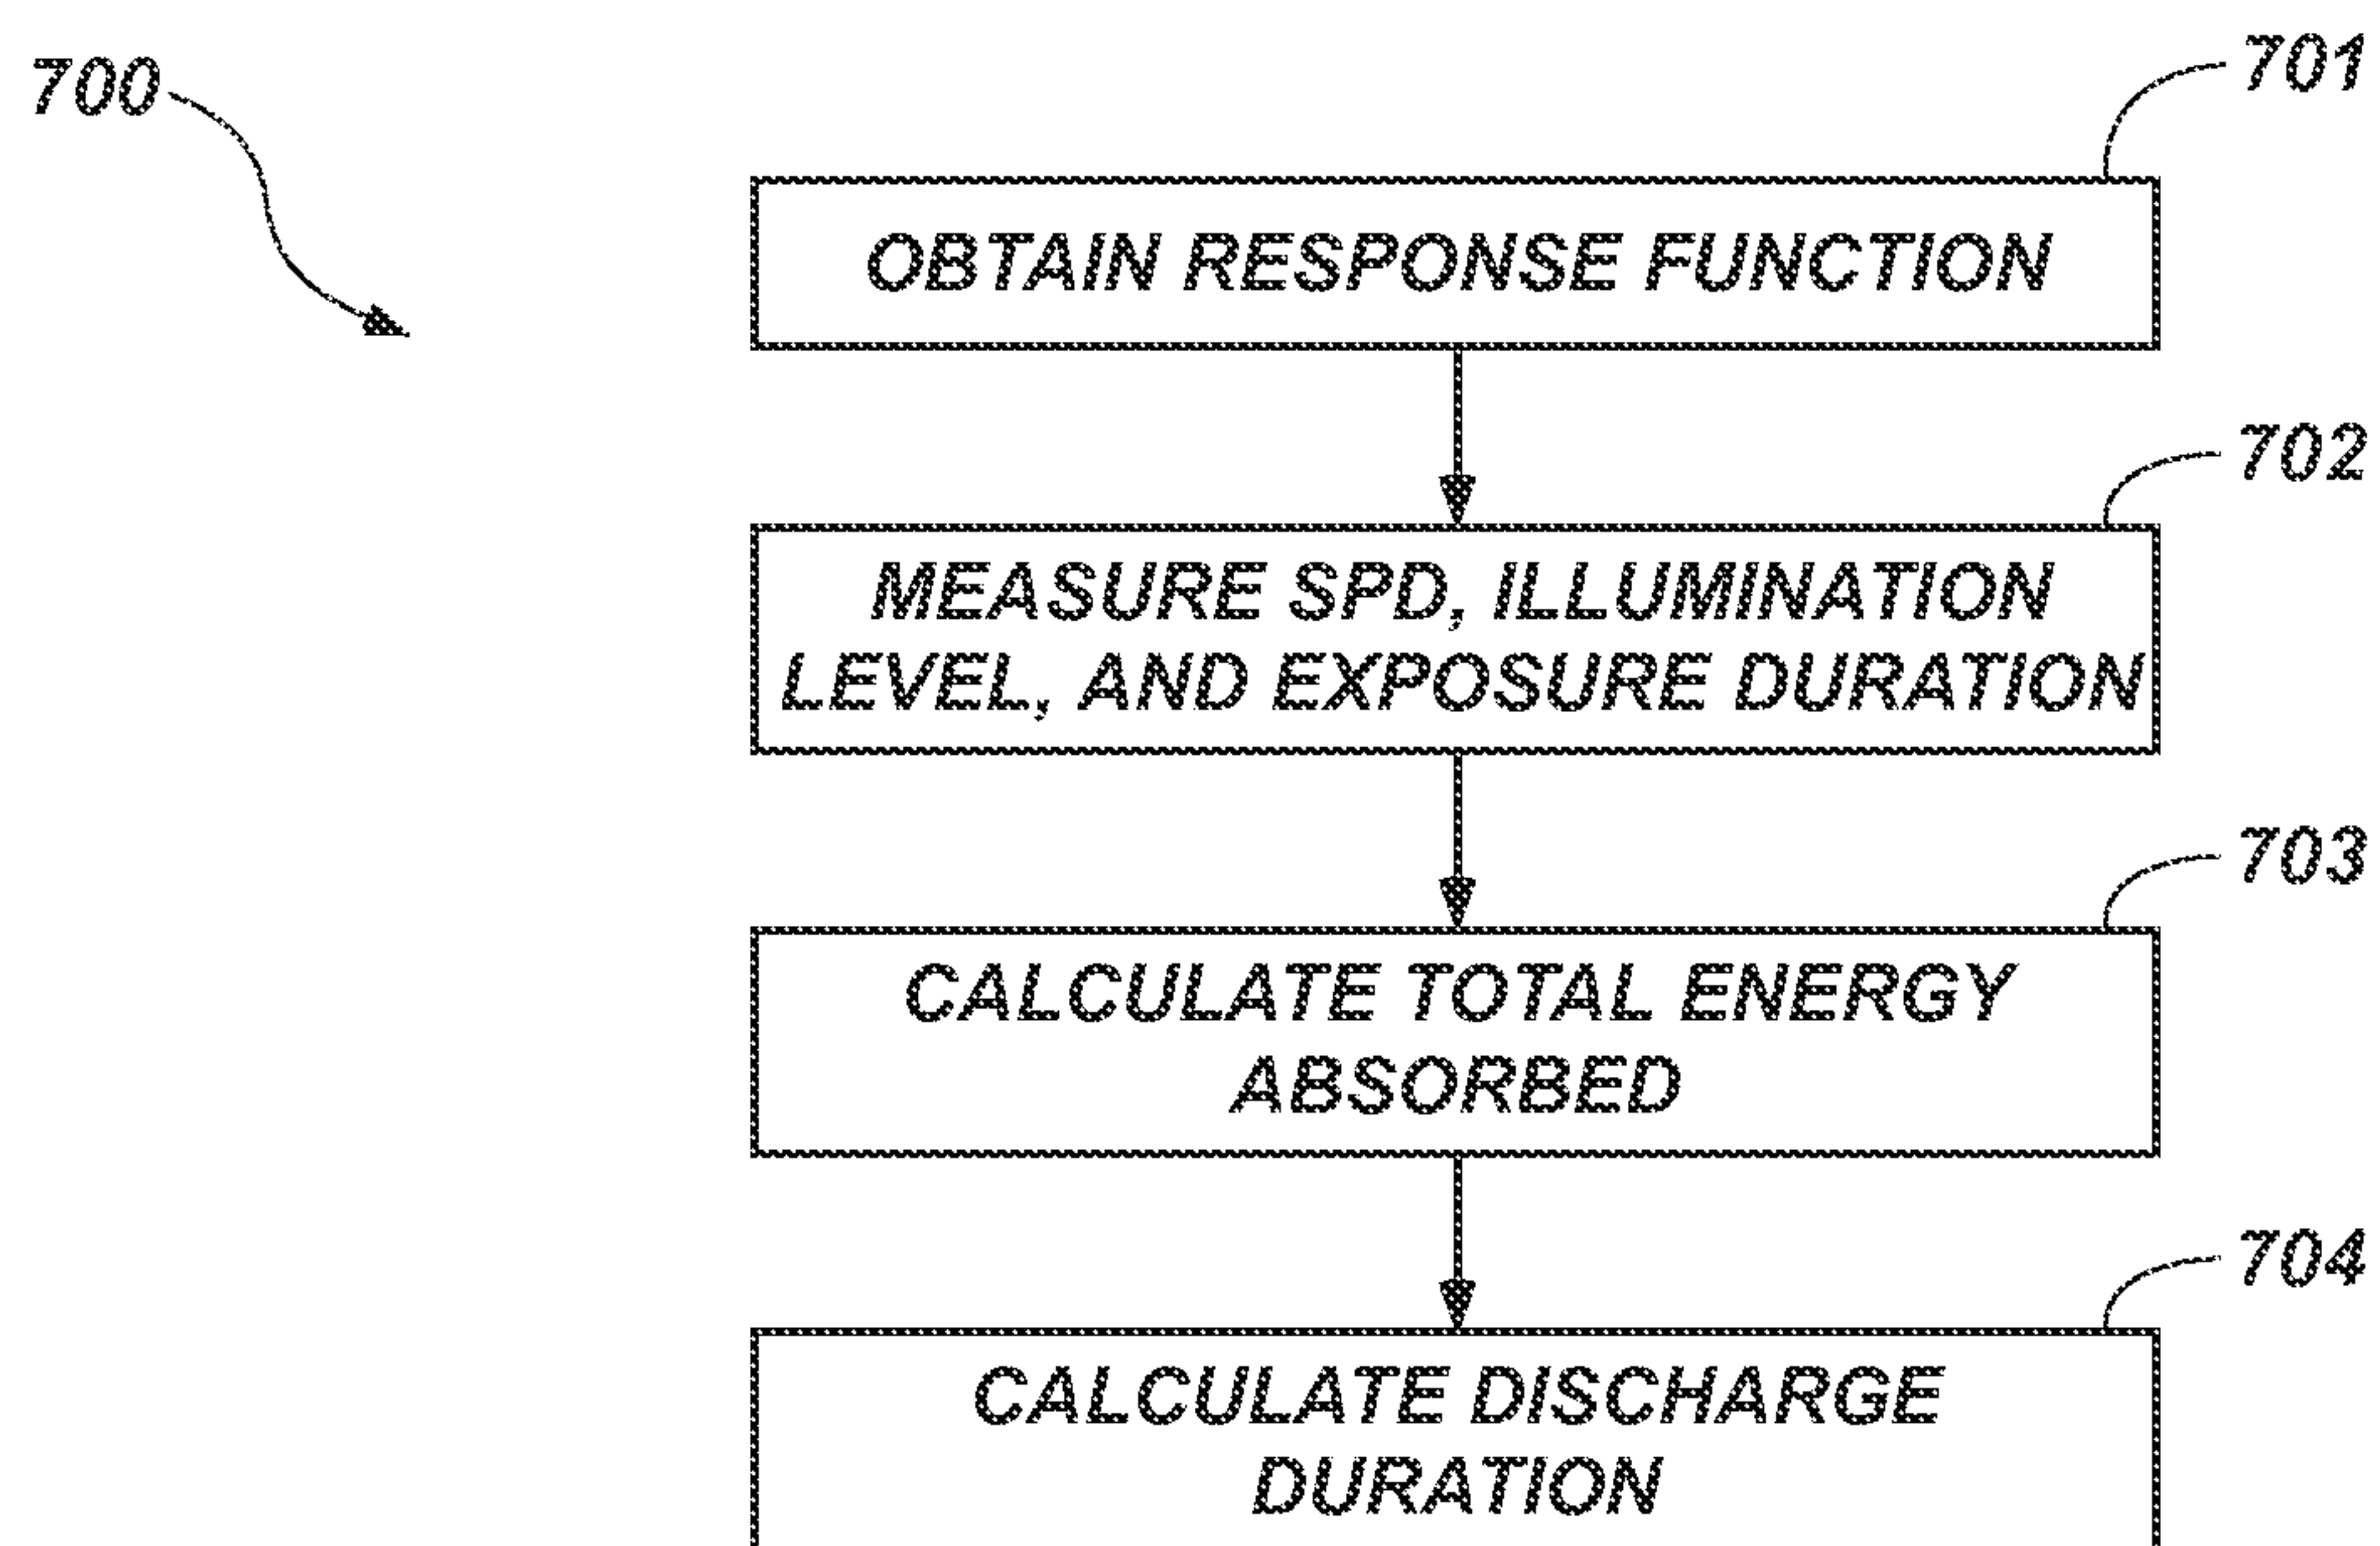 700
701
OBTAIN RESPONSE FUNCTION
702
MEASURE SPD, ILLUMINATION
LEVEL, AND EXPOSURE DURATION
703
CALCULATE TOTAL ENERGY
ABSORBED
704
CALCULATE DISCHARGE
DURATION